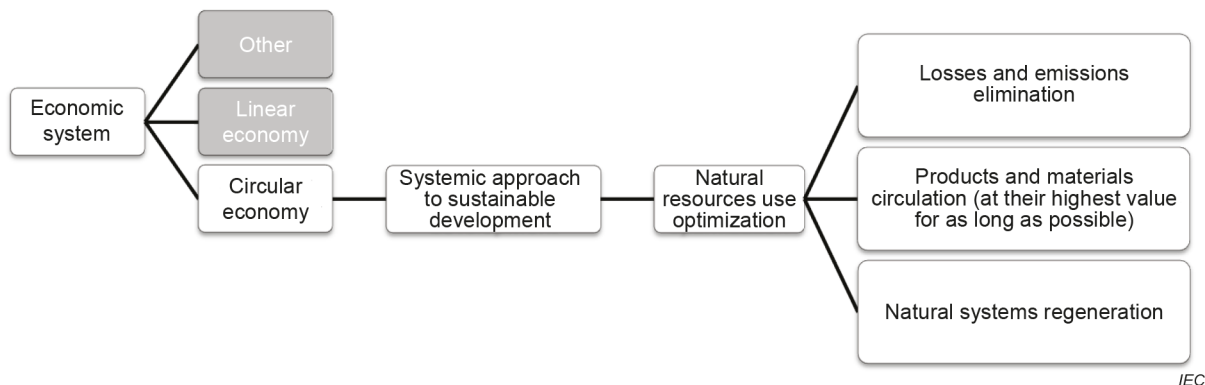 Other
Economic
system
Linear
economy
Circular
economy
Systemic approach
to sustainable
development
Natural
resources use
optimization
Losses and emissions
elimination
Products and materials
circulation (at their highest value
for as long as possible)
Natural systems regeneration
IEC